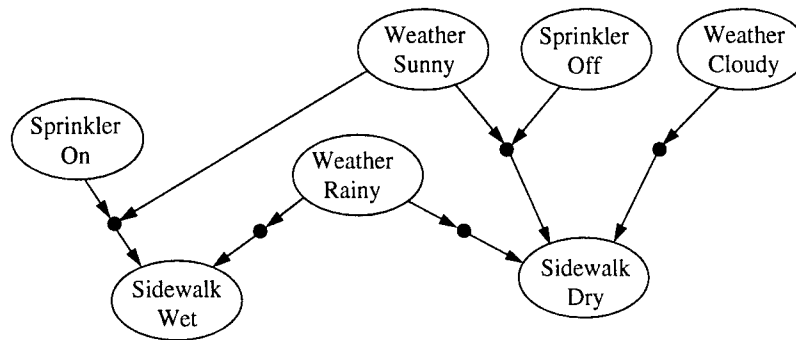 Weather
Sunny
Sprinkler
Off
Weather
Cloudy
Sprinkler
On
Weather
Rainy
Sidewalk
Wet
Sidewalk
Dry